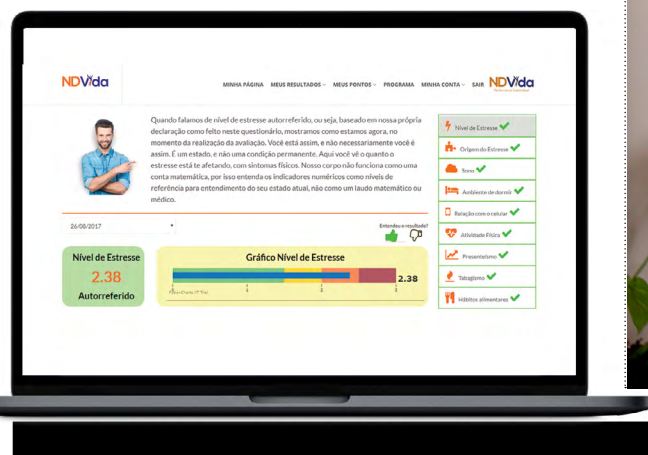 NDVida
MINHA PÁGINA MEUS RESULTADOS MEUS PONTOS PROGRAMA MINHA CONTA SAIR NDVida
Quando falamos de nível de estresse autorreferido, ou seja, baseado em nossa própria
declaração como feito neste questionário, mostramos como estamos agora, no
momento da realização da avaliação. Você está assim, e não necessariamente você é
assim. É um estado, e não uma condição permanente. Aqui você vê o quanto o
estresse está te afetando, com sintomas físicos. Nosso corpo não funciona como uma
conta matemática, por isso entenda os indicadores numéricos como níveis de
referência para entendimento do seu estado atual, não como um laudo matemático ou
médico.
26/08/2017
Entendeu o resultado?
Nível de Estresse
2.38
Autorreferido
Gráfico Nível de Estresse
2.38
Nível de Estresse
Origem do Estresse
Sono
Ambiente de dormir
Relação com o celular
Atividade Física
Presenteísmo
Tabagismo
Hábitos alimentares